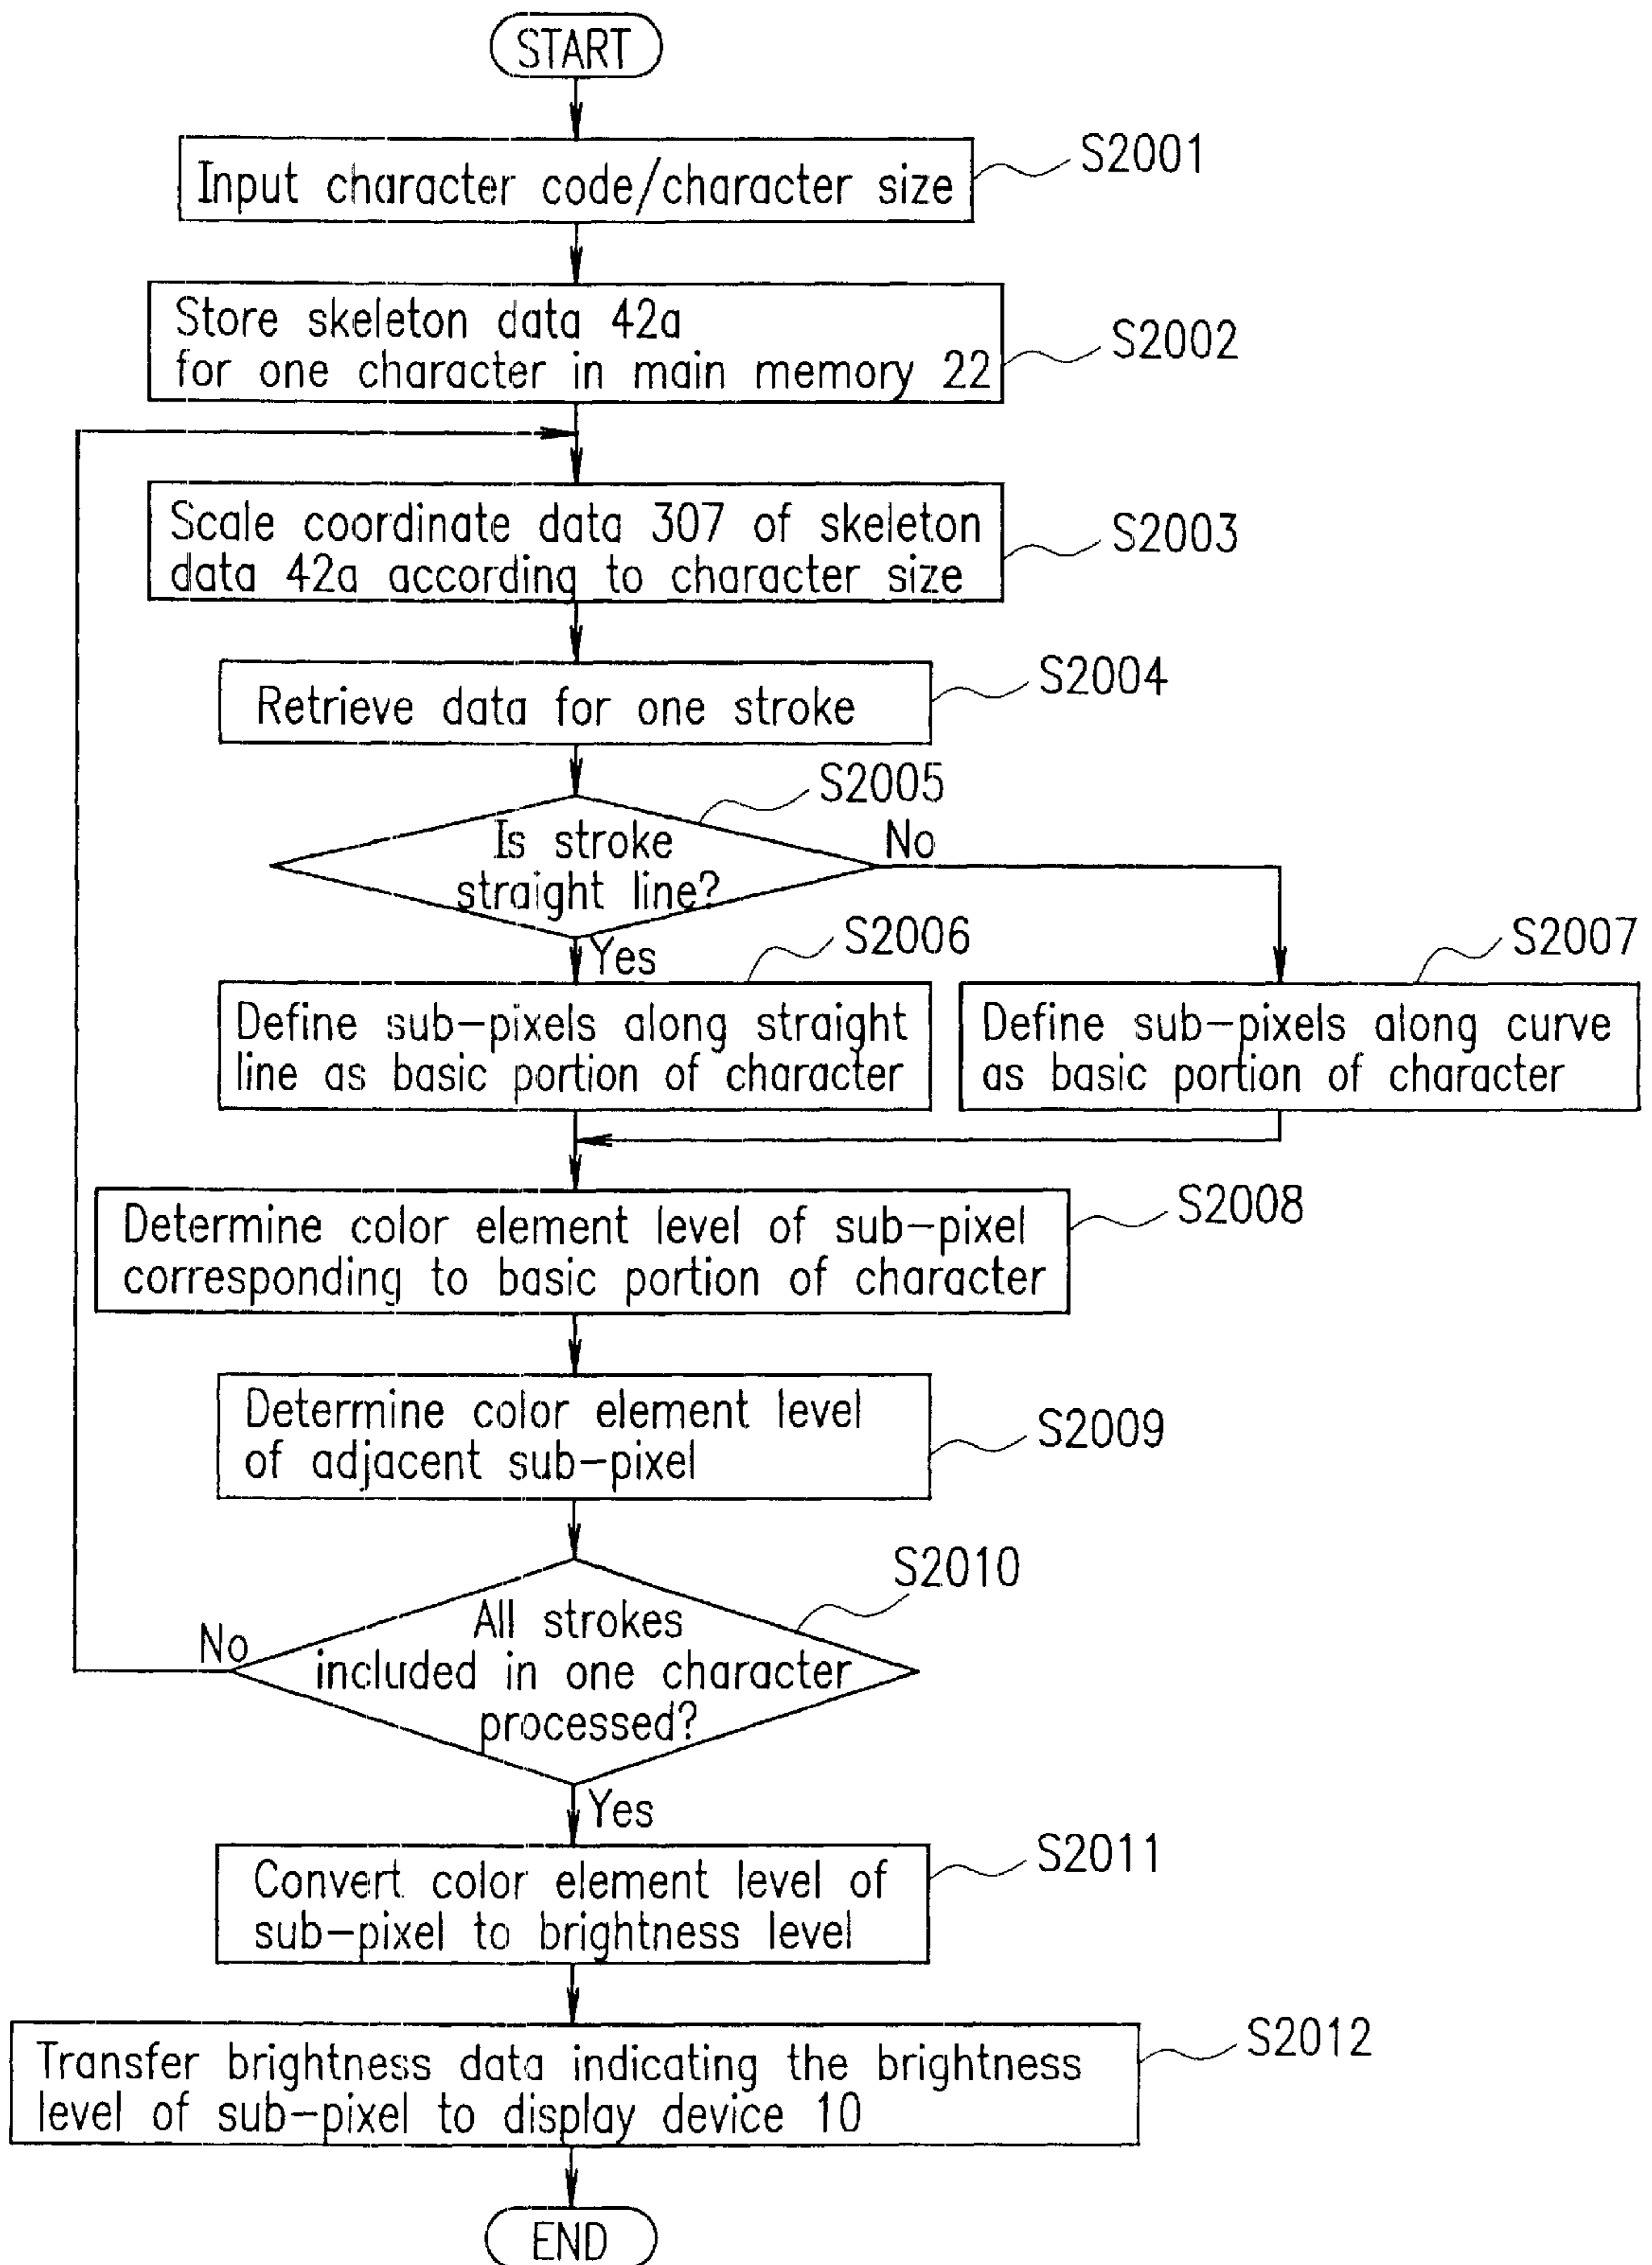 START
Input character code/character size
S2001
Store skeleton data 42a
for one character in main memory 22
S2002
Scale coordinate data 307 of skeleton
data 42a according to character size
S2003
Retrieve data for one stroke
S2004
Is stroke
straight line?
S2005
No
Yes
Define sub-pixels along straight
line as basic portion of character
S2006
Define sub-pixels along curve
as basic portion of character
S2007
Determine color element level of sub-pixel
corresponding to basic portion of character
S2008
Determine color element level
of adjacent sub-pixel
S2009
All strokes
included in one character
processed?
S2010
No
Yes
Convert color element level of
sub-pixel to brightness level
S2011
Transfer brightness data indicating the brightness
level of sub-pixel to display device 10
S2012
END